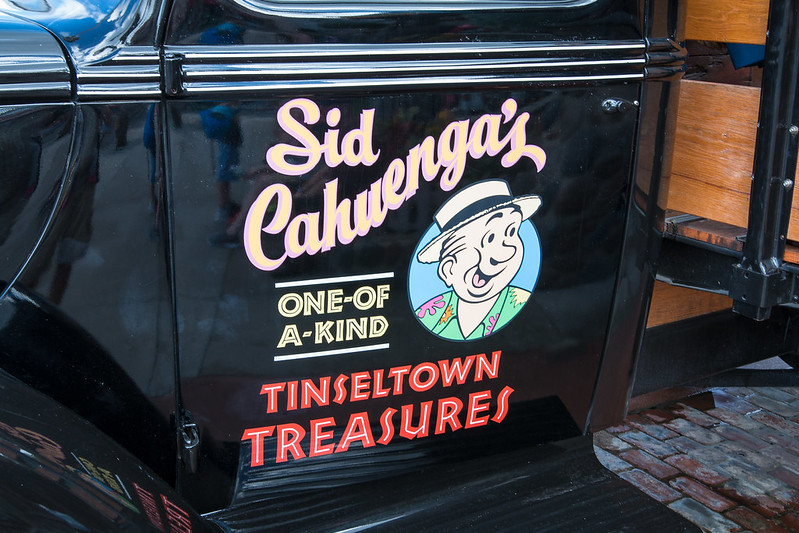 Sid
Cahuenga's
ONE-OF
A-KIND
TINSELTOWN
TREASURES